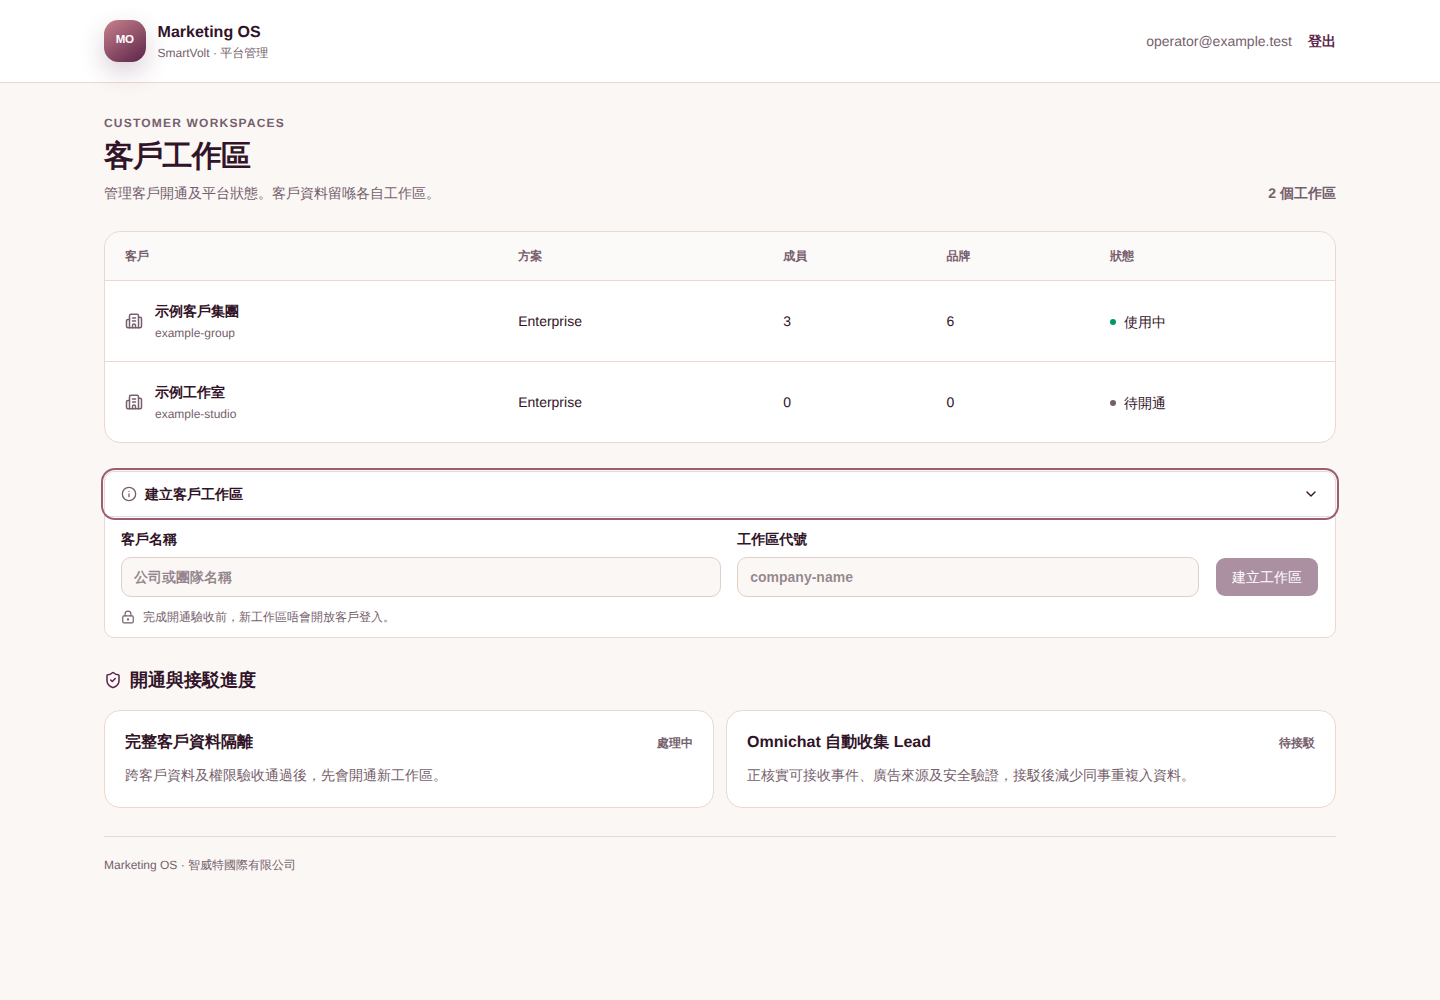 MO
Marketing OS
SmartVolt · 平台管理
operator@example.test 登出
CUSTOMER WORKSPACES
客戶工作區
管理客戶開通及平台狀態。客戶資料留喺各自工作區。
2 個工作區
客戶 方案 成員 品牌 狀態
示例客戶集團
example-group
Enterprise 3 6 使用中
示例工作室
example-studio
Enterprise 0 0 待開通
建立客戶工作區
客戶名稱
公司或團隊名稱
工作區代號
company-name
建立工作區
完成開通驗收前，新工作區唔會開放客戶登入。
開通與接駁進度
完整客戶資料隔離 處理中
跨客戶資料及權限驗收通過後，先會開通新工作區。
Omnichat 自動收集 Lead 待接駁
正核實可接收事件、廣告來源及安全驗證，接駁後減少同事重複入資料。
Marketing OS · 智威特國際有限公司